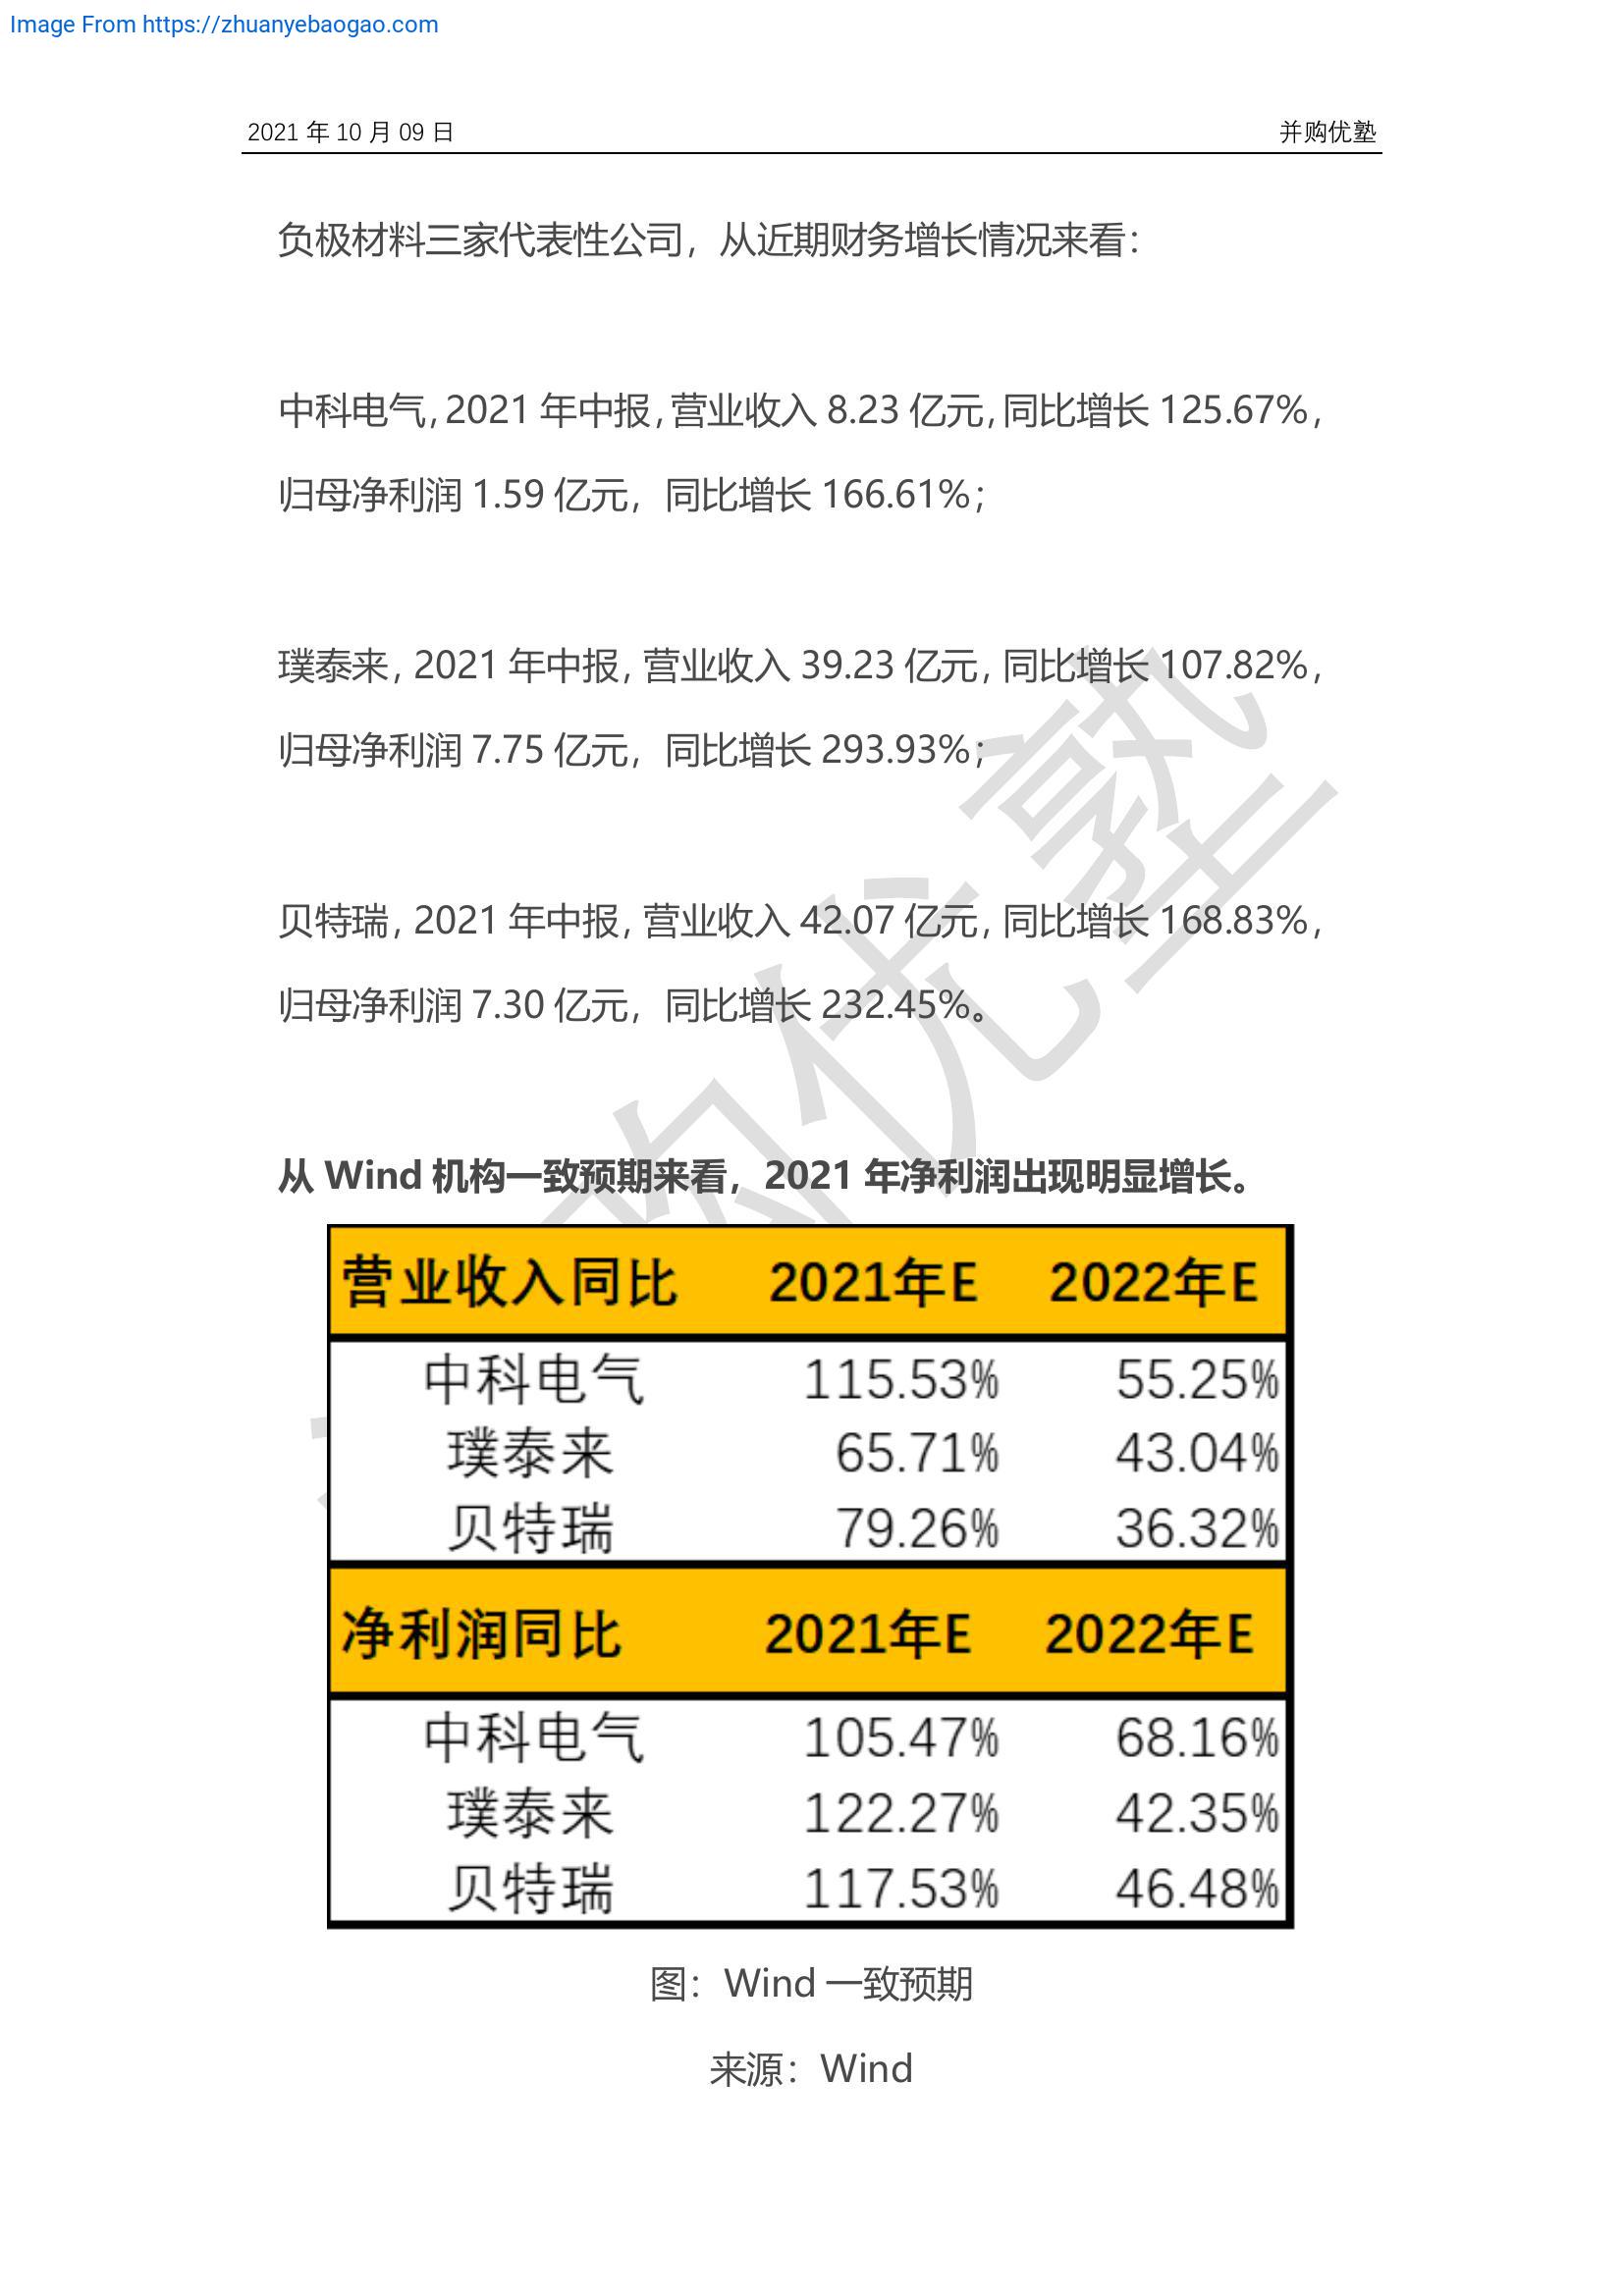 Image From https://zhuanyebaogao.com
2021 年 10 月 09 日 并购优塾
负极材料三家代表性公司，从近期财务增长情况来看：
中科电气，2021 年中报，营业收入 8.23 亿元，同比增长 125.67%，
归母净利润 1.59 亿元，同比增长 166.61%；
璞泰来，2021 年中报，营业收入 39.23 亿元，同比增长 107.82%，
归母净利润 7.75 亿元，同比增长 293.93%；
贝特瑞，2021 年中报，营业收入 42.07 亿元，同比增长 168.83%，
归母净利润 7.30 亿元，同比增长 232.45%。
从 Wind 机构一致预期来看，2021 年净利润出现明显增长。
营业收入同比 2021年E 2022年E
中科电气 115.53% 55.25%
璞泰来 65.71% 43.04%
贝特瑞 79.26% 36.32%
净利润同比 2021年E 2022年E
中科电气 105.47% 68.16%
璞泰来 122.27% 42.35%
贝特瑞 117.53% 46.48%
图：Wind 一致预期
来源：Wind